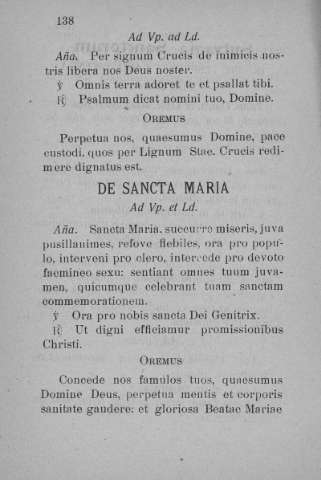 138
Ad Vp. ad Ld.
Aña. Per signum Crucis de inimicis nos-
tris libera nos Deus noster.
℣ Omnis terra adoret te et psallat tibi.
℟ Psalmum dicat nomini tuo, Domine.
OREMUS
Perpetua nos, quaesumus Domine, pace
custodi, quos per Lignum Stae. Crucis redi-
mere dignatus est.
DE SANCTA MARIA
Ad Vp. et Ld.
Aña. Sancta Maria, succurre miseris, juva
pusillanimes, refove flebiles, ora pro popu-
lo, interveni pro clero, intercede pro devoto
faemineo sexu: sentiant omnes tuum juva-
men, quicumque celebrant tuam sanctam
commemorationem.
℣ Ora pro nobis sancta Dei Genitrix.
℟ Ut digni efficiamur promissionibus
Christi.
OREMUS
Concede nos famulos tuos, quaesumus
Domine Deus, perpetua mentis et corporis
sanitate gaudere: et gloriosa Beatae Mariae